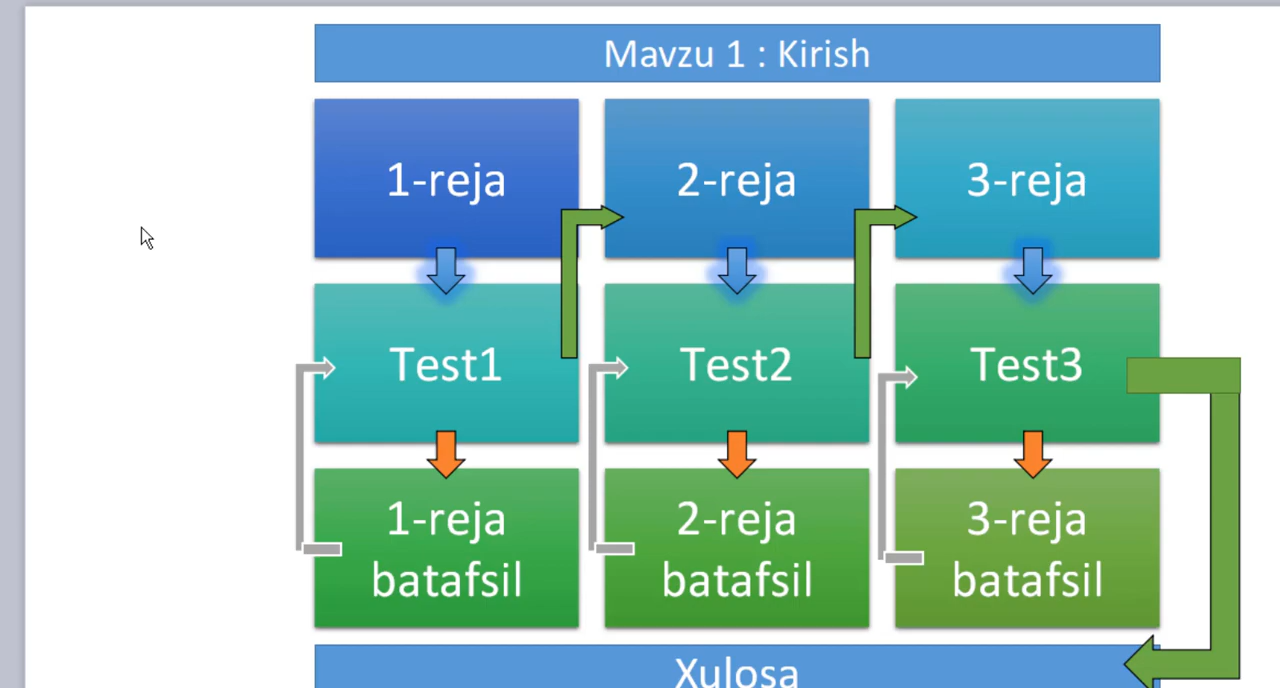 Mavzu 1 : Kirish
1-reja
2-reja
3-reja
Test1
Test2
Test3
1-reja
batafsil
2-reja
batafsil
3-reja
batafsil
Xulosa